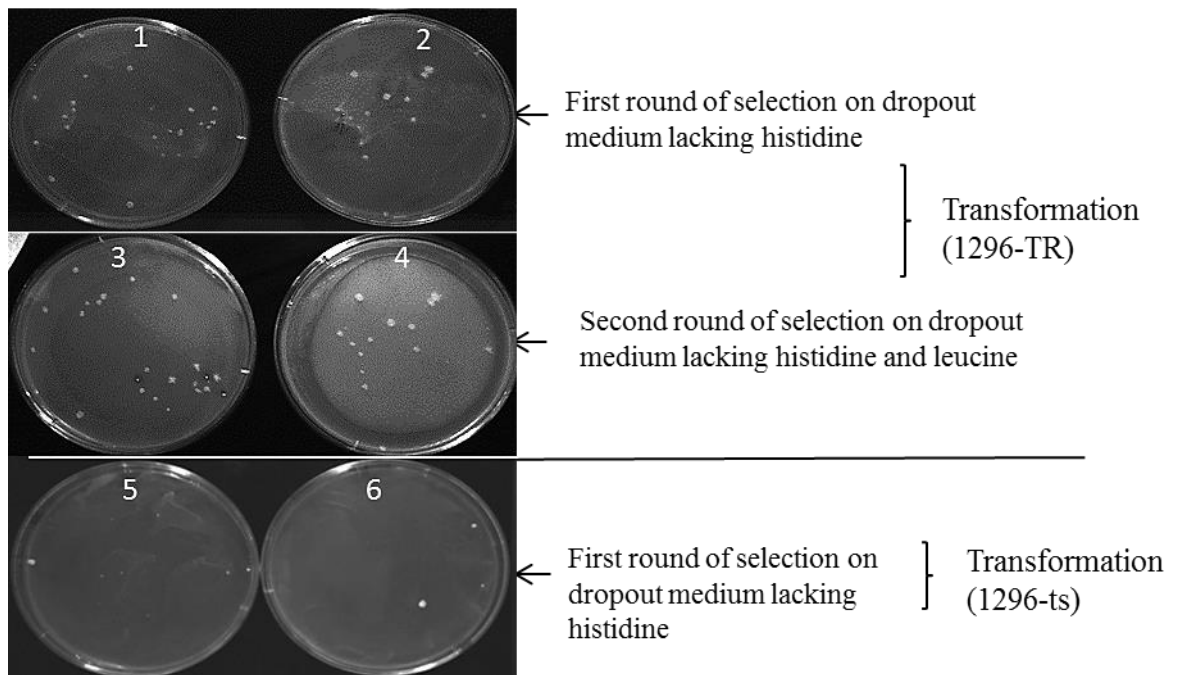 1
2
First round of selection on dropout
medium lacking histidine
Transformation
(1296-TR)
3
4
Second round of selection on dropout
medium lacking histidine and leucine
5
6
First round of selection on
dropout medium lacking
histidine
Transformation
(1296-ts)